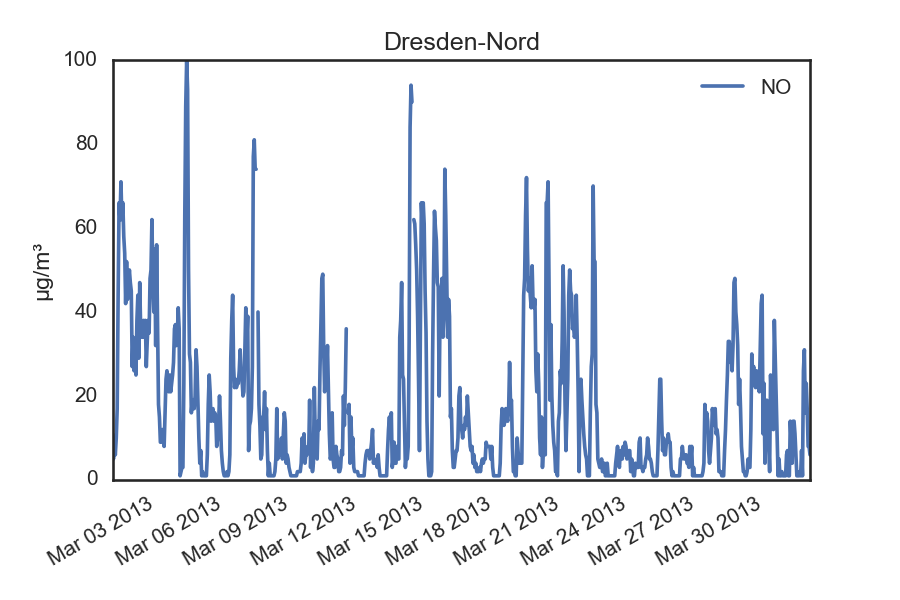 Dresden-Nord
100
80
60
40
20
0
µg/m³
NO
Mar 03 2013
Mar 06 2013
Mar 09 2013
Mar 12 2013
Mar 15 2013
Mar 18 2013
Mar 21 2013
Mar 24 2013
Mar 27 2013
Mar 30 2013